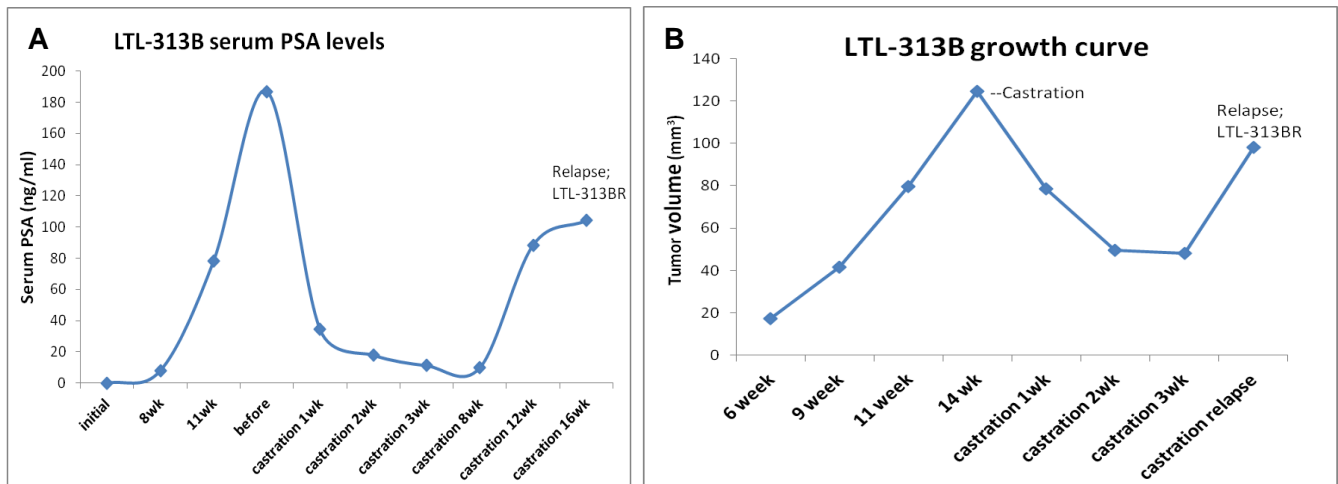 A
LTL-313B serum PSA levels
Serum PSA (ng/ml)
200
180
160
140
120
100
80
60
40
20
0
Relapse;
LTL-313BR
initial
8wk
11wk
before
castration 1wk
castration 2wk
castration 3wk
castration 8wk
castration 12wk
castration 16wk
B
LTL-313B growth curve
Tumor volume (mm³)
140
120
100
80
60
40
20
0
--Castration
Relapse;
LTL-313BR
6 week
9 week
11 week
14 wk
castration 1wk
castration 2wk
castration 3wk
castration relapse